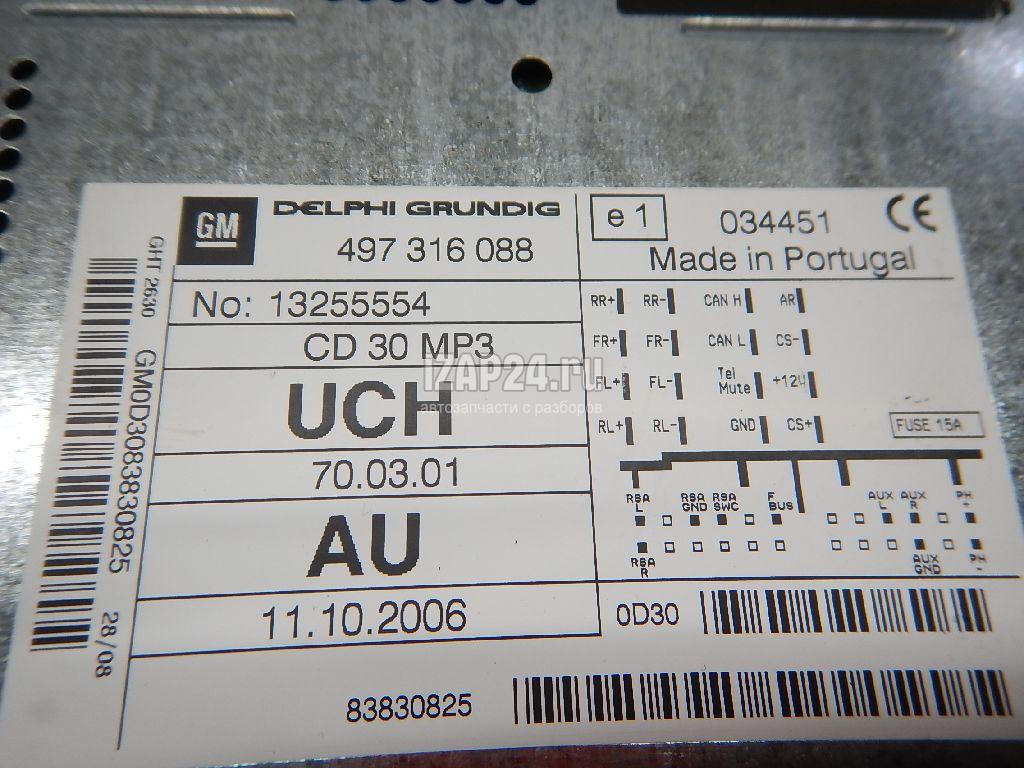 GM
DELPHI GRUNDIG
497 316 088
e1
034451
CE
Made in Portugal
No: 13255554
CD 30 MP3
UCH
70.03.01
AU
11.10.2006
GHT 2630
GM0D3083830825
28/08
RR+ RR- CAN H AR
FR+ FR- CAN L CS-
FL+ FL- Tel Mute +12V
RL+ RL- GND CS+
FUSE 15A
RSA L RSA GND RSA SWC F BUS AUX L AUX R PH +
RSA R AUX GND PH -
0D30
83830825
IZAP24.ru
автозапчасти с разборов